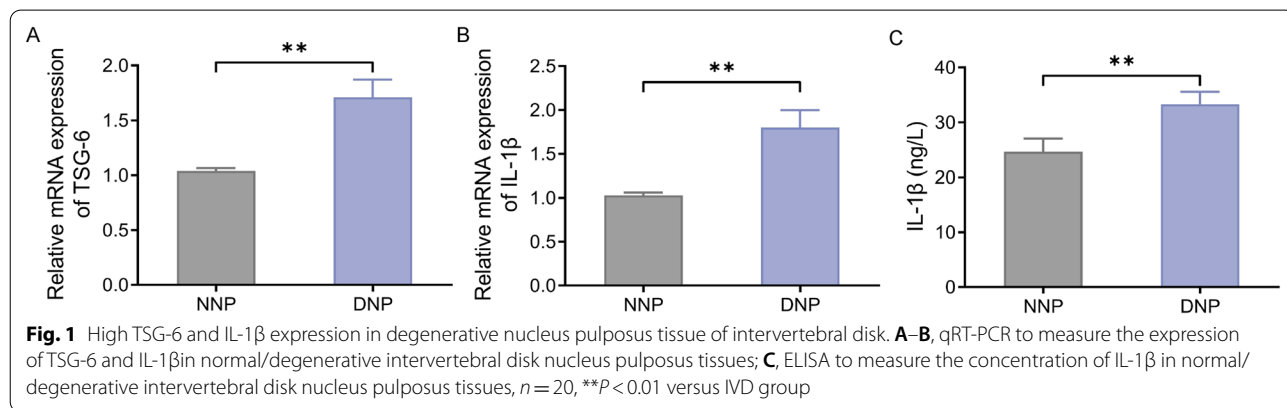 A
**
Relative mRNA expression
of TSG-6
2.0
1.5
1.0
0.5
0.0
NNP DNP
B
**
Relative mRNA expression
of IL-1β
2.5
2.0
1.5
1.0
0.5
0.0
NNP DNP
C
**
IL-1β (ng/L)
40
30
20
10
0
NNP DNP
Fig. 1 High TSG-6 and IL-1β expression in degenerative nucleus pulposus tissue of intervertebral disk. A–B, qRT-PCR to measure the expression
of TSG-6 and IL-1βin normal/degenerative intervertebral disk nucleus pulposus tissues; C, ELISA to measure the concentration of IL-1β in normal/
degenerative intervertebral disk nucleus pulposus tissues, n = 20, **P < 0.01 versus IVD group